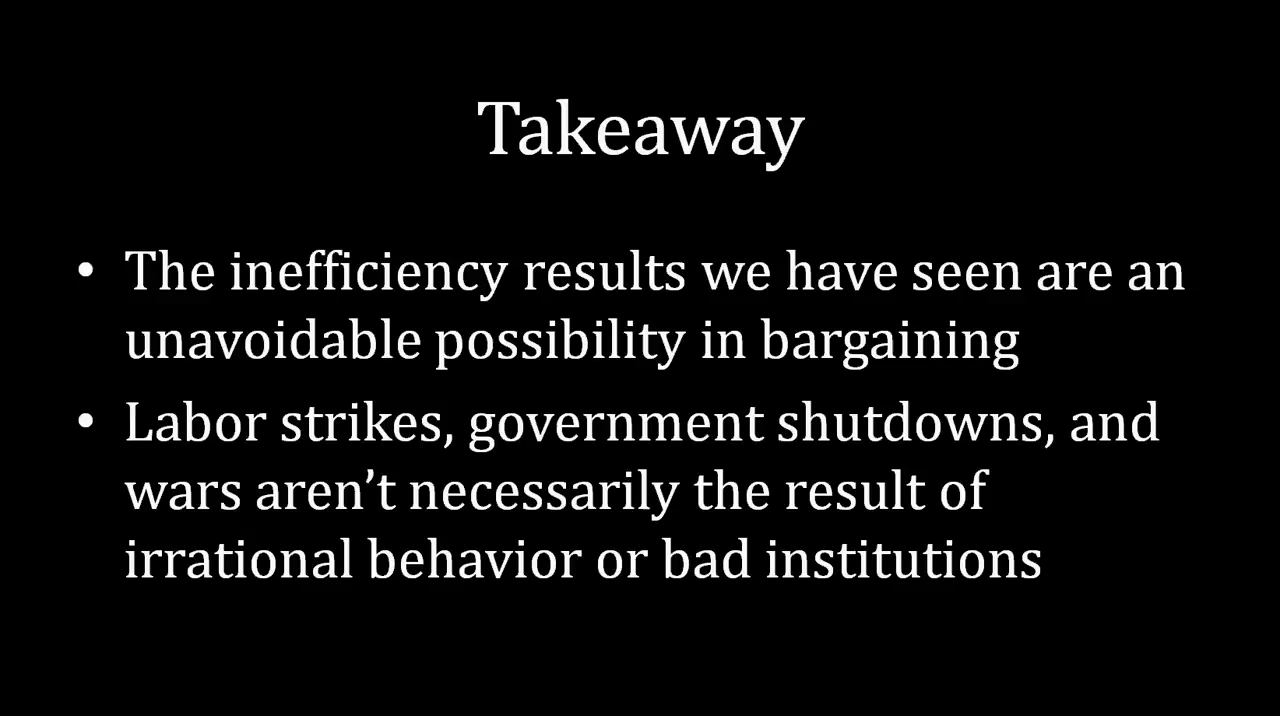 Takeaway
• The inefficiency results we have seen are an
unavoidable possibility in bargaining
• Labor strikes, government shutdowns, and
wars aren’t necessarily the result of
irrational behavior or bad institutions